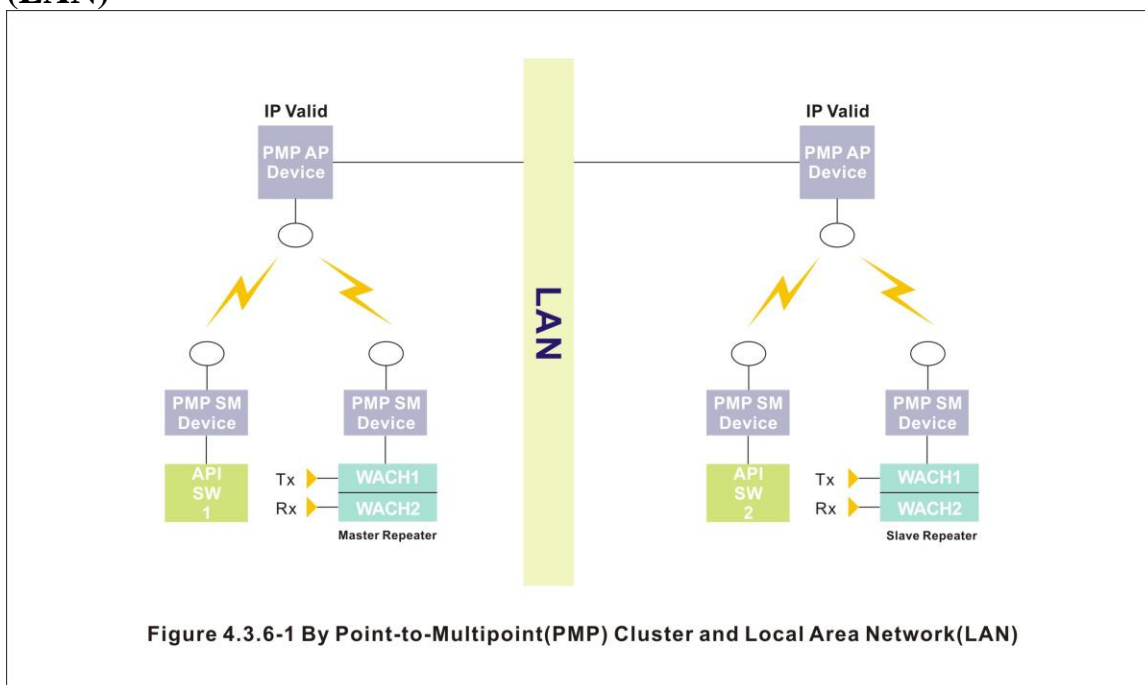 (LAN)
IP Valid
PMP AP
Device
PMP SM
Device
API
SW
1
PMP SM
Device
Tx
WACH1
Rx
WACH2
Master Repeater
LAN
IP Valid
PMP AP
Device
PMP SM
Device
API
SW
2
PMP SM
Device
Tx
WACH1
Rx
WACH2
Slave Repeater
Figure 4.3.6-1 By Point-to-Multipoint(PMP) Cluster and Local Area Network(LAN)